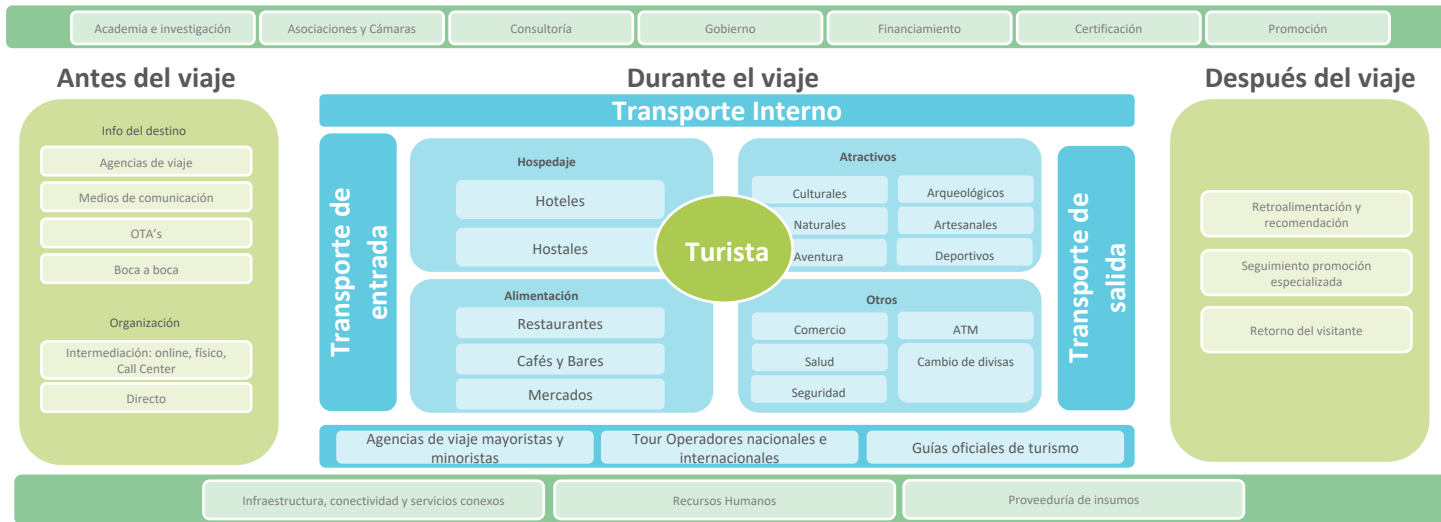 Academia e investigación
Asociaciones y Cámaras
Consultoría
Gobierno
Financiamiento
Certificación
Promoción
Antes del viaje
Info del destino
Agencias de viaje
Medios de comunicación
OTA's
Boca a boca
Organización
Intermediación: online, físico,
Call Center
Directo
Durante el viaje
Transporte Interno
Transporte de
entrada
Hospedaje
Hoteles
Hostales
Atractivos
Culturales
Arqueológicos
Naturales
Artesanales
Aventura
Deportivos
Turista
Alimentación
Restaurantes
Cafés y Bares
Mercados
Otros
Comercio
ATM
Salud
Cambio de divisas
Seguridad
Transporte de
salida
Agencias de viaje mayoristas y
minoristas
Tour Operadores nacionales e
internacionales
Guías oficiales de turismo
Después del viaje
Retroalimentación y
recomendación
Seguimiento promoción
especializada
Retorno del visitante
Infraestructura, conectividad y servicios conexos
Recursos Humanos
Proveeduría de insumos